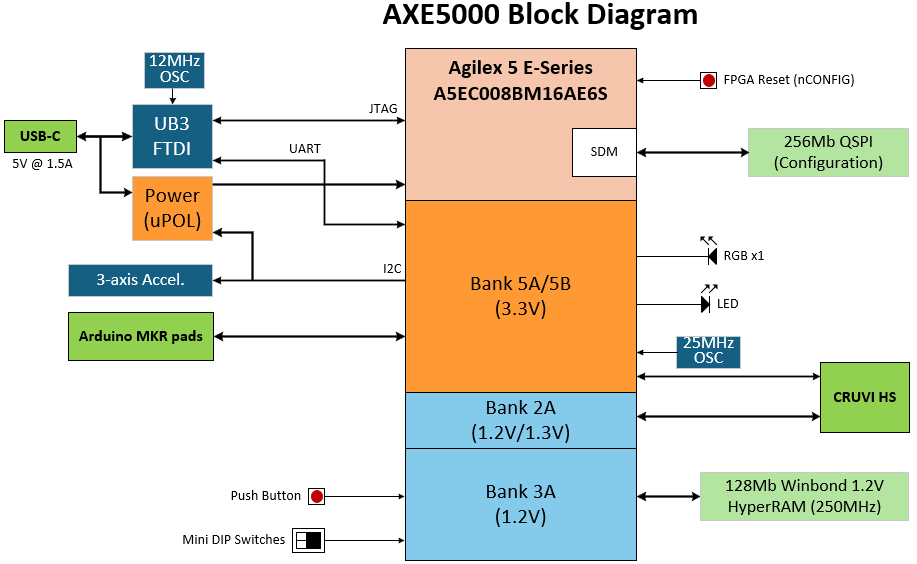 AXE5000 Block Diagram
12MHz
OSC
Agilex 5 E-Series
A5EC008BM16AE6S
FPGA Reset (nCONFIG)
JTAG
UB3
FTDI
USB-C
5V @ 1.5A
UART
SDM
256Mb QSPI
(Configuration)
Power
(uPOL)
I2C
3-axis Accel.
Bank 5A/5B
(3.3V)
RGB x1
LED
Arduino MKR pads
25MHz
OSC
CRUVI HS
Bank 2A
(1.2V/1.3V)
Push Button
Bank 3A
(1.2V)
128Mb Winbond 1.2V
HyperRAM (250MHz)
Mini DIP Switches